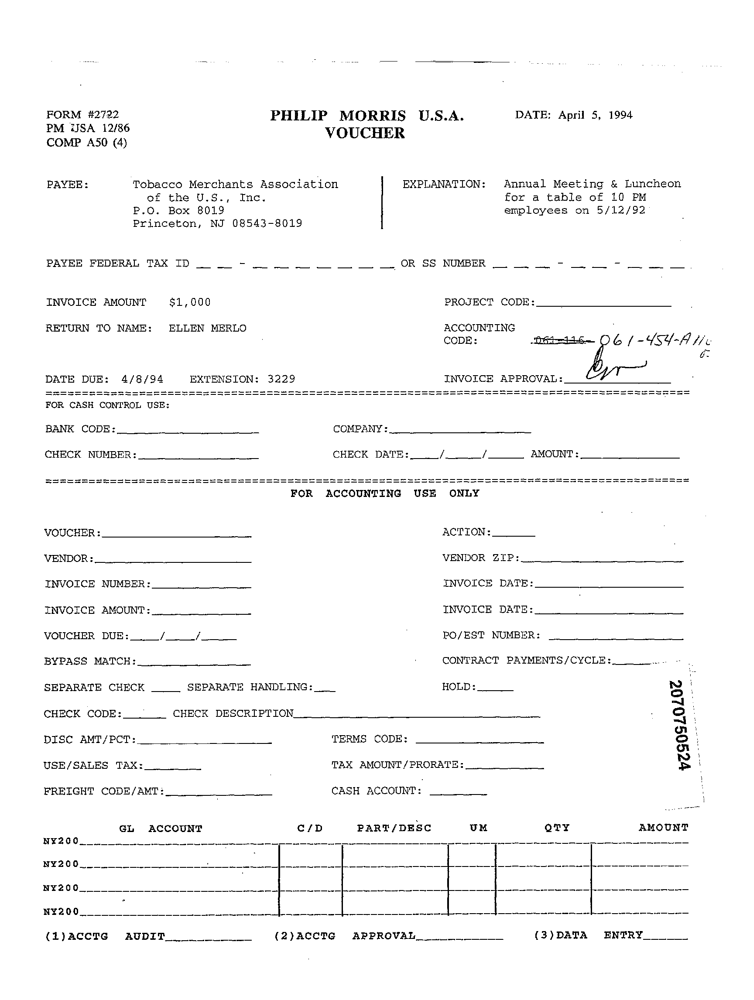 FORM #2722 PHILIP MORRIS U.S.A. DATE: April 5, 1994
PM USA 12/86 VOUCHER
COMP A50 (4)
PAYEE: Tobacco Merchants Association EXPLANATION: Annual Meeting & Luncheon
of the U.S., Inc. for a table of 10 PM
P.O. Box 8019 employees on 5/12/92
Princeton, NJ 08543-8019
PAYEE FEDERAL TAX ID __ __ - __ __ __ __ __ __ __ OR SS NUMBER __ __ __ - __ __ - __ __ __ __
INVOICE AMOUNT $1,000 PROJECT CODE:
RETURN TO NAME: ELLEN MERLO ACCOUNTING
CODE: 061-116- 061-454-A
DATE DUE: 4/8/94 EXTENSION: 3229 INVOICE APPROVAL:
FOR CASH CONTROL USE:
BANK CODE: COMPANY:
CHECK NUMBER: CHECK DATE: / / AMOUNT:
FOR ACCOUNTING USE ONLY
VOUCHER: ACTION:
VENDOR: VENDOR ZIP:
INVOICE NUMBER: INVOICE DATE:
INVOICE AMOUNT: INVOICE DATE:
VOUCHER DUE: / / PO/EST NUMBER:
BYPASS MATCH: CONTRACT PAYMENTS/CYCLE:
SEPARATE CHECK SEPARATE HANDLING: HOLD:
CHECK CODE: CHECK DESCRIPTION
DISC AMT/PCT: TERMS CODE:
USE/SALES TAX: TAX AMOUNT/PRORATE:
FREIGHT CODE/AMT: CASH ACCOUNT:
2070750524
GL ACCOUNT C/D PART/DESC UM QTY AMOUNT
NY200
NY200
NY200
NY200
(1)ACCTG AUDIT (2)ACCTG APPROVAL (3)DATA ENTRY